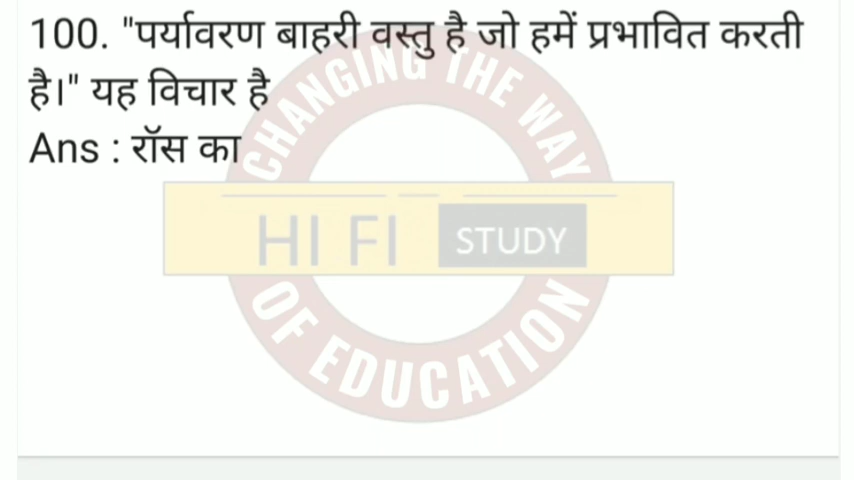 100. "पर्यावरण बाहरी वस्तु है जो हमें प्रभावित करती
है।" यह विचार है
Ans : रॉस का
CHANGING THE WAY
HI FI STUDY
OF EDUCATION